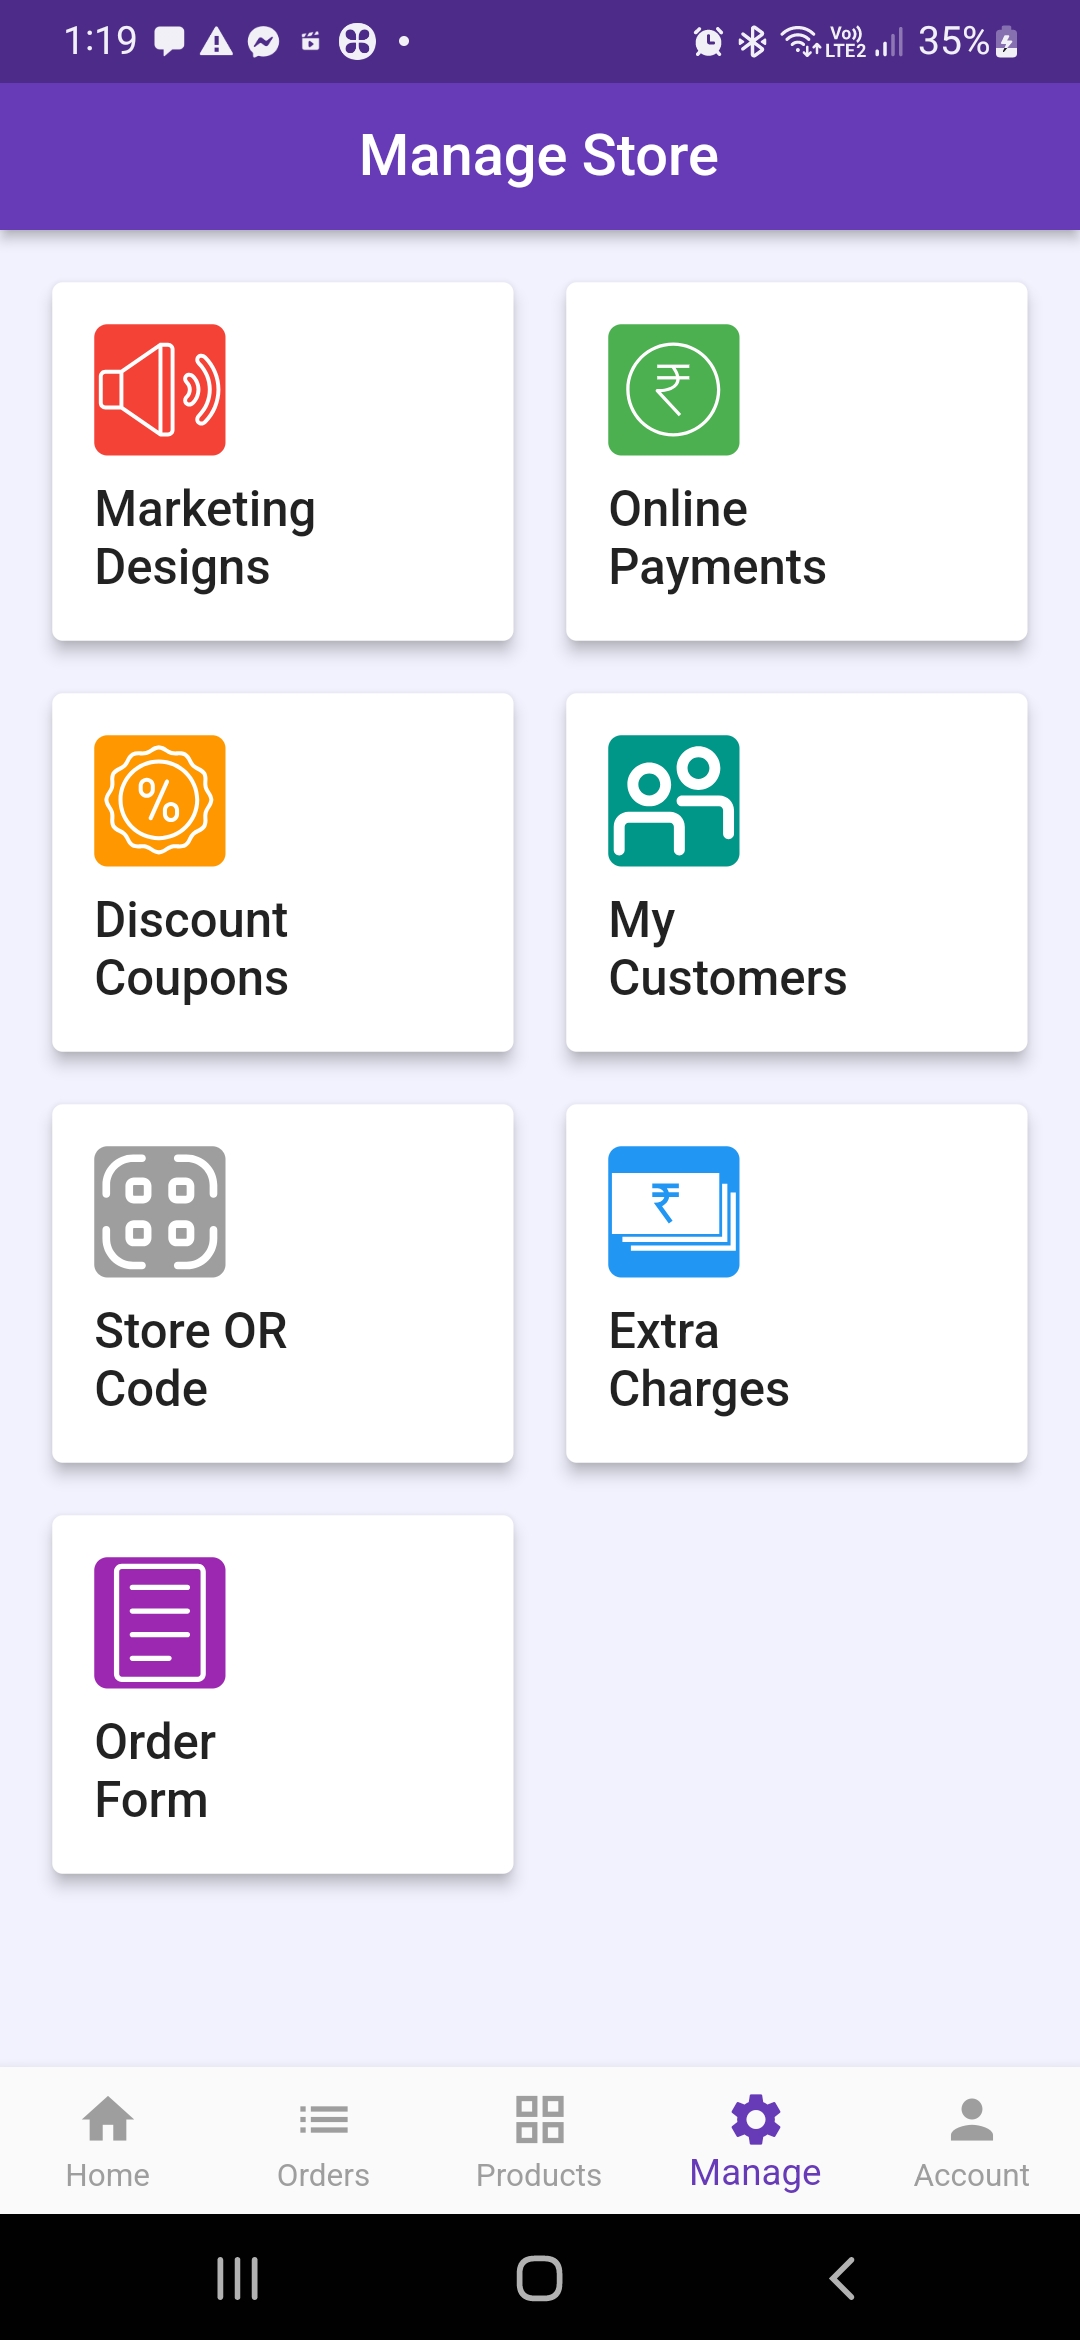 1:19
Vo)) LTE2 35%
Manage Store
Marketing
Designs
Online
Payments
Discount
Coupons
My
Customers
Store OR
Code
Extra
Charges
Order
Form
Home
Orders
Products
Manage
Account